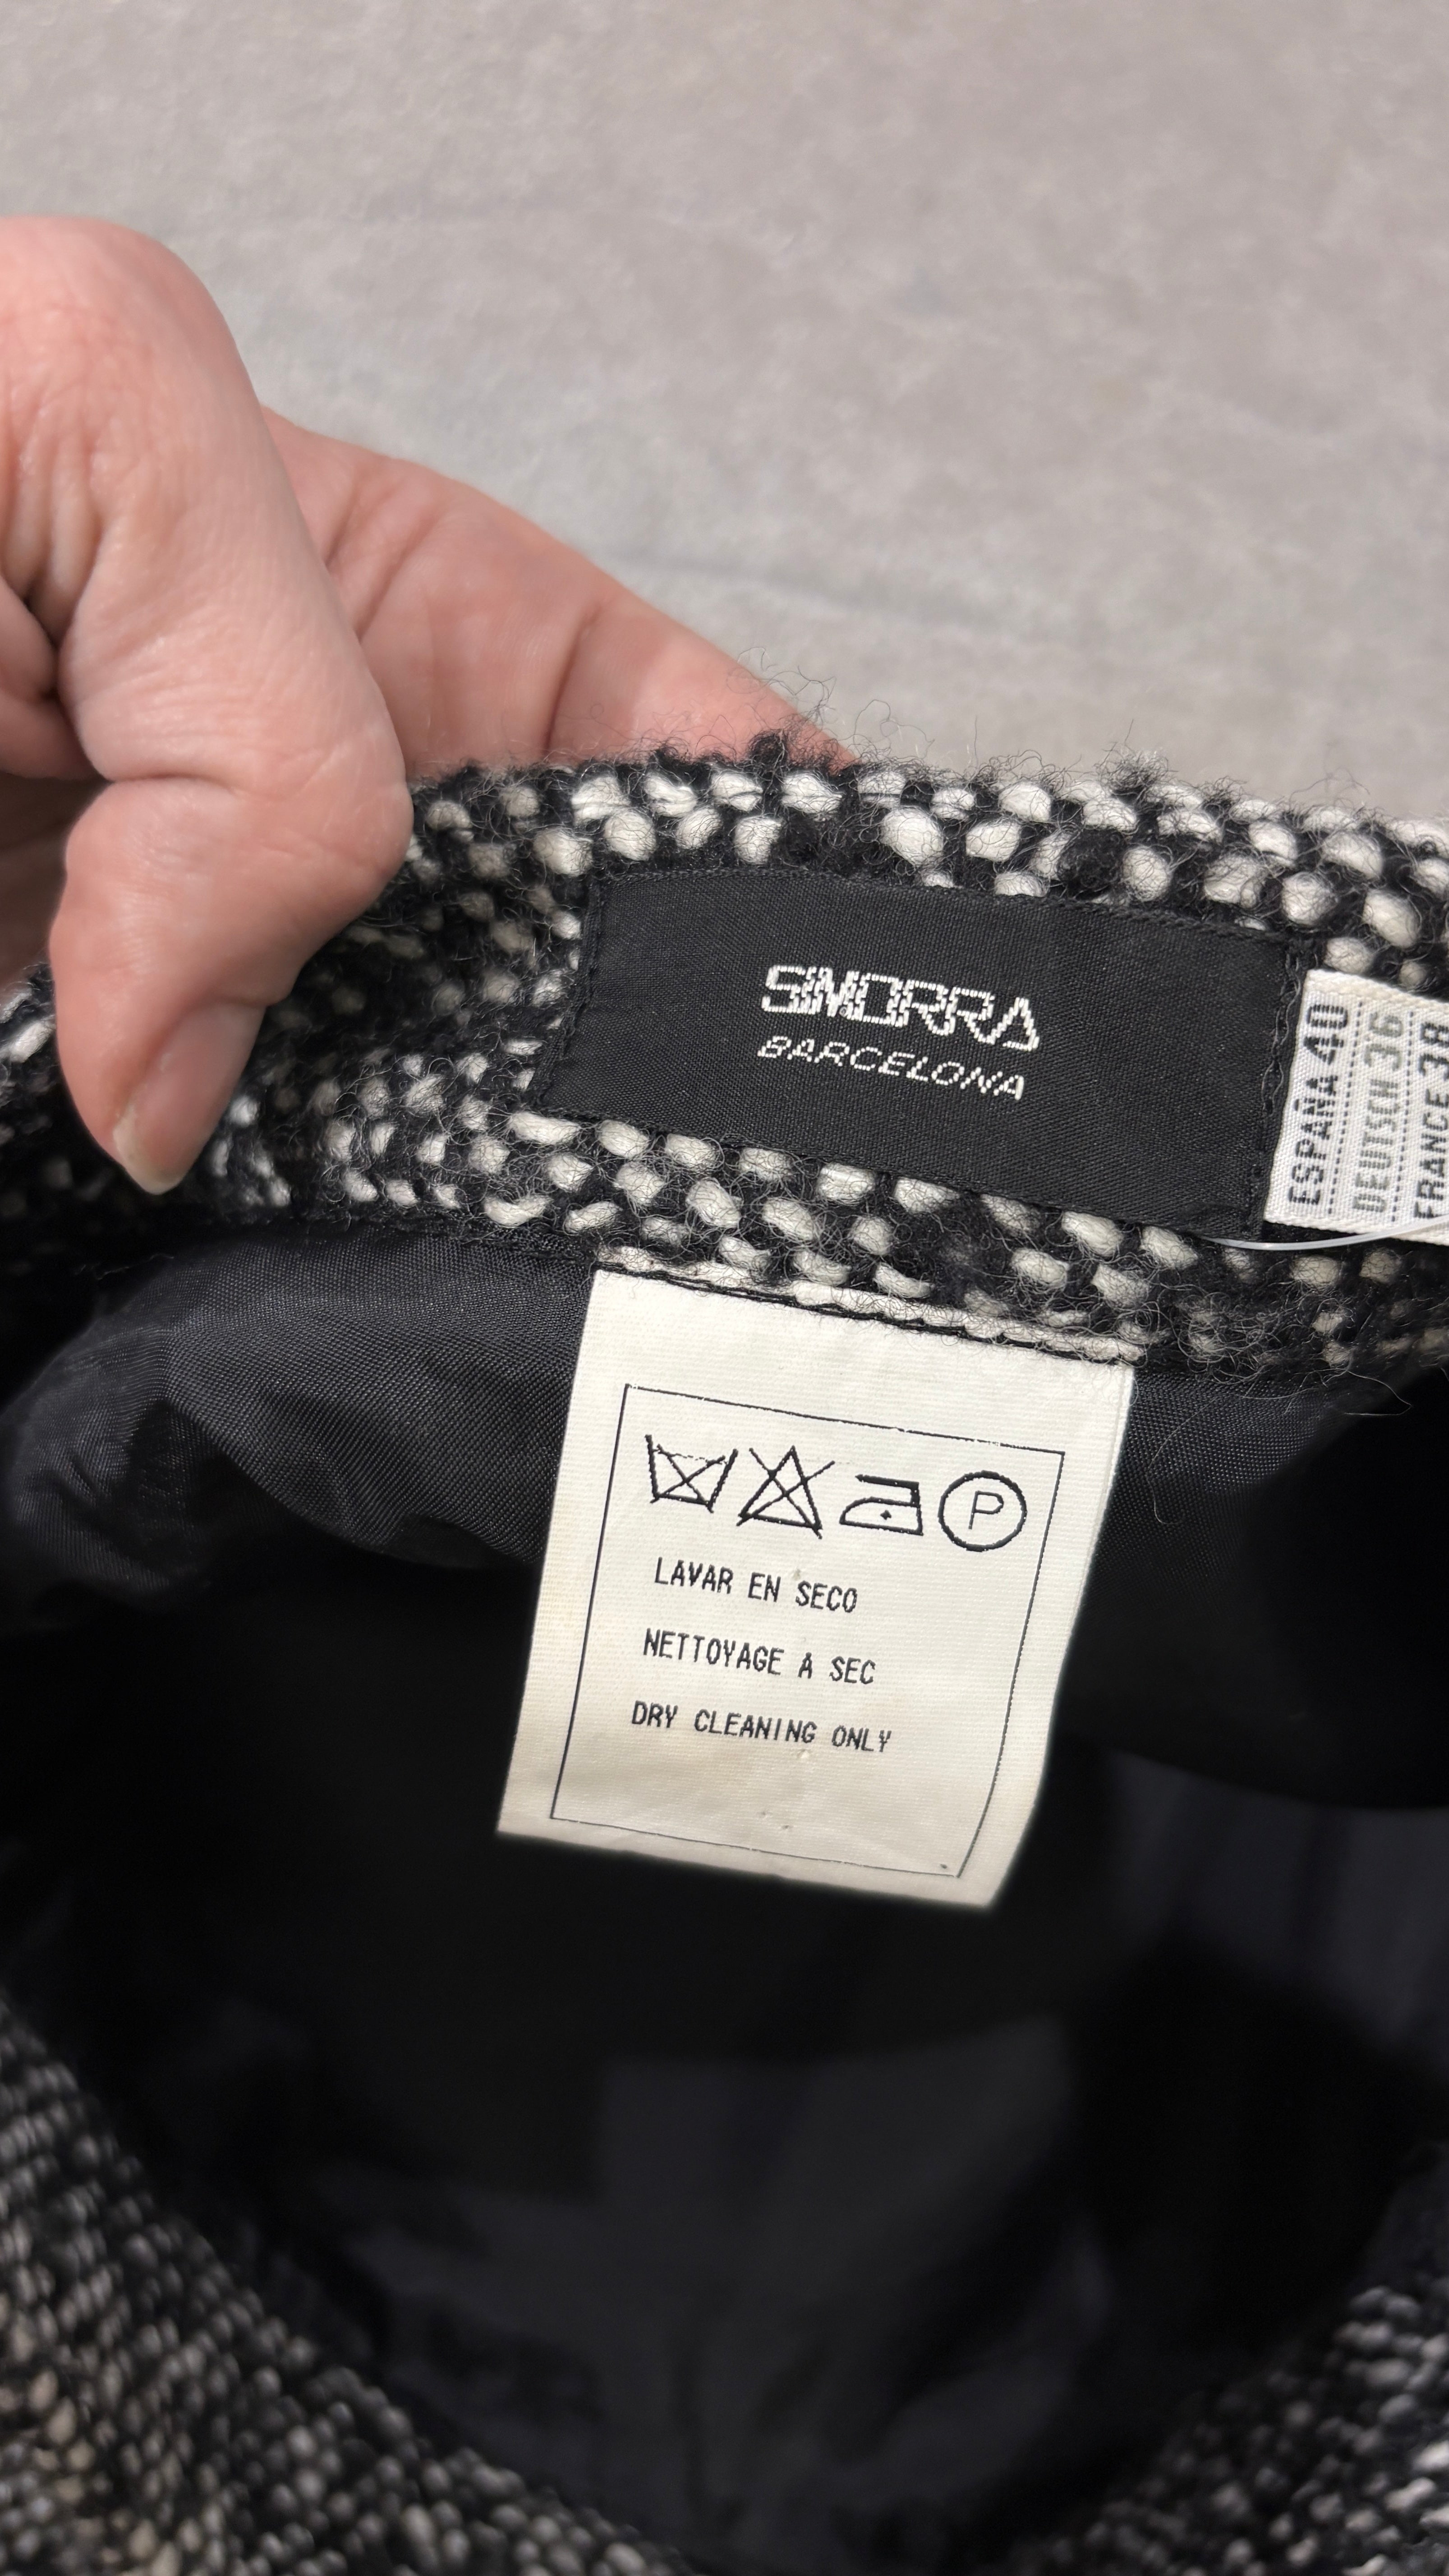 SIMORRA
BARCELONA
ESPAÑA 40
DEUTSCH 36
FRANCE 38
P
LAVAR EN SECO
NETTOYAGE A SEC
DRY CLEANING ONLY